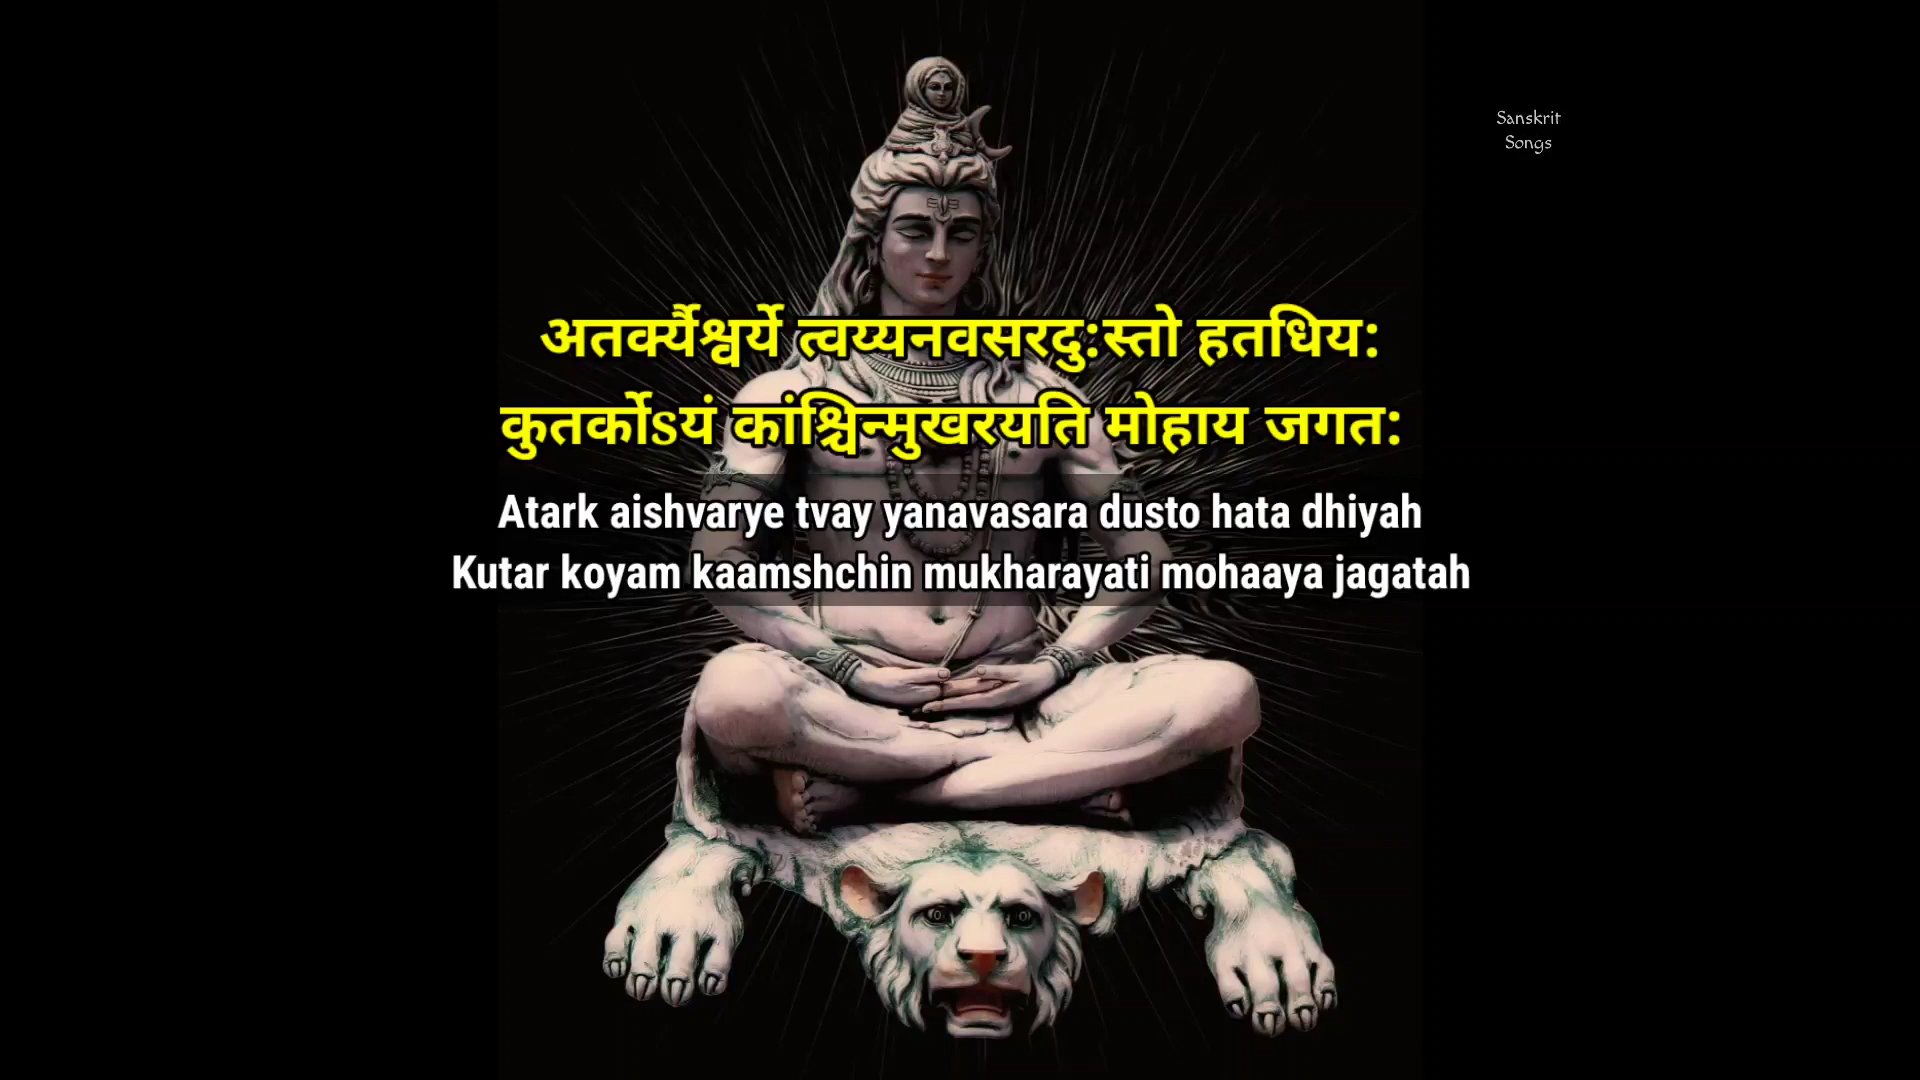 Sanskrit
Songs
अतर्क्यैश्वर्ये त्वय्यनवसरदु:स्तो हतधिय:
कुतर्कोsयं कांश्चिन्मुखरयति मोहाय जगत:
Atark aishvarye tvay yanavasara dusto hata dhiyah
Kutar koyam kaamshchin mukharayati mohaaya jagatah